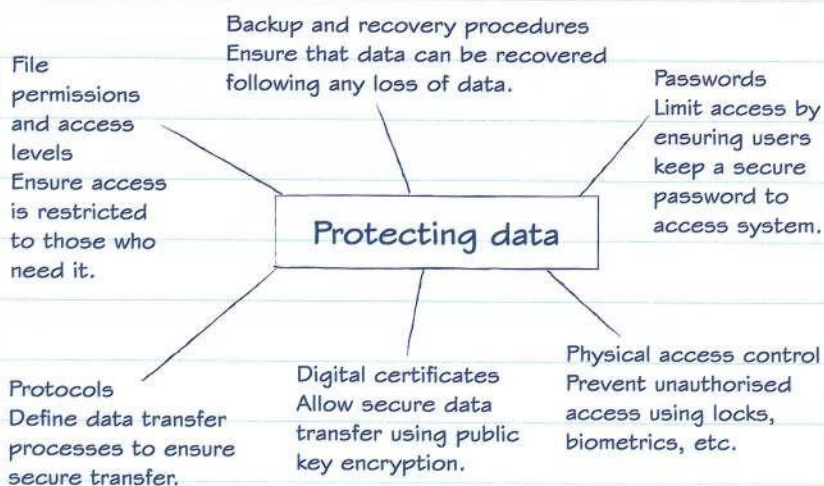 Backup and recovery procedures
Ensure that data can be recovered
following any loss of data.
File
permissions
and access
levels
Ensure access
is restricted
to those who
need it.
Passwords
Limit access by
ensuring users
keep a secure
password to
access system.
Protecting data
Protocols
Define data transfer
processes to ensure
secure transfer.
Digital certificates
Allow secure data
transfer using public
key encryption.
Physical access control
Prevent unauthorised
access using locks,
biometrics, etc.